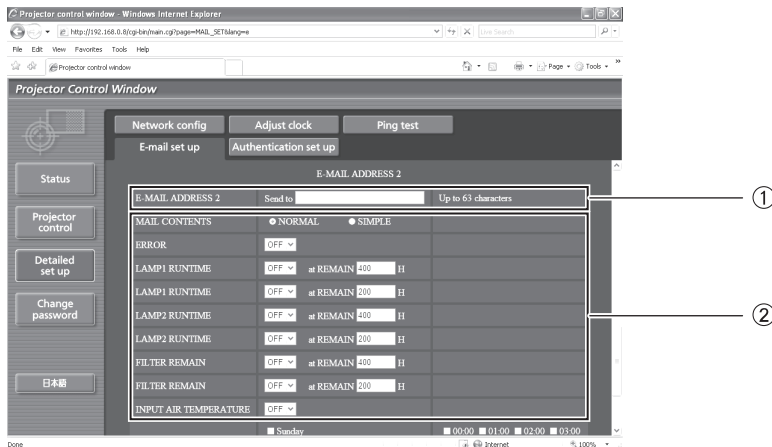 Projector control window - Windows Internet Explorer
http://192.168.0.8/cgi-bin/main.cgi?page=MAIL_SET&lang=e
Live Search
File Edit View Favorites Tools Help
Projector control window
Page Tools »
Projector Control Window
Network config Adjust clock Ping test
E-mail set up Authentication set up
Status
Projector control
Detailed set up
Change password
日本語
E-MAIL ADDRESS 2
E-MAIL ADDRESS 2 Send to Up to 63 characters
MAIL CONTENTS NORMAL SIMPLE
ERROR OFF
LAMP1 RUNTIME OFF at REMAIN 400 H
LAMP1 RUNTIME OFF at REMAIN 200 H
LAMP2 RUNTIME OFF at REMAIN 400 H
LAMP2 RUNTIME OFF at REMAIN 200 H
FILTER REMAIN OFF at REMAIN 400 H
FILTER REMAIN OFF at REMAIN 200 H
INPUT AIR TEMPERATURE OFF
Sunday 00:00 01:00 02:00 03:00
Done Internet 100%
①
②